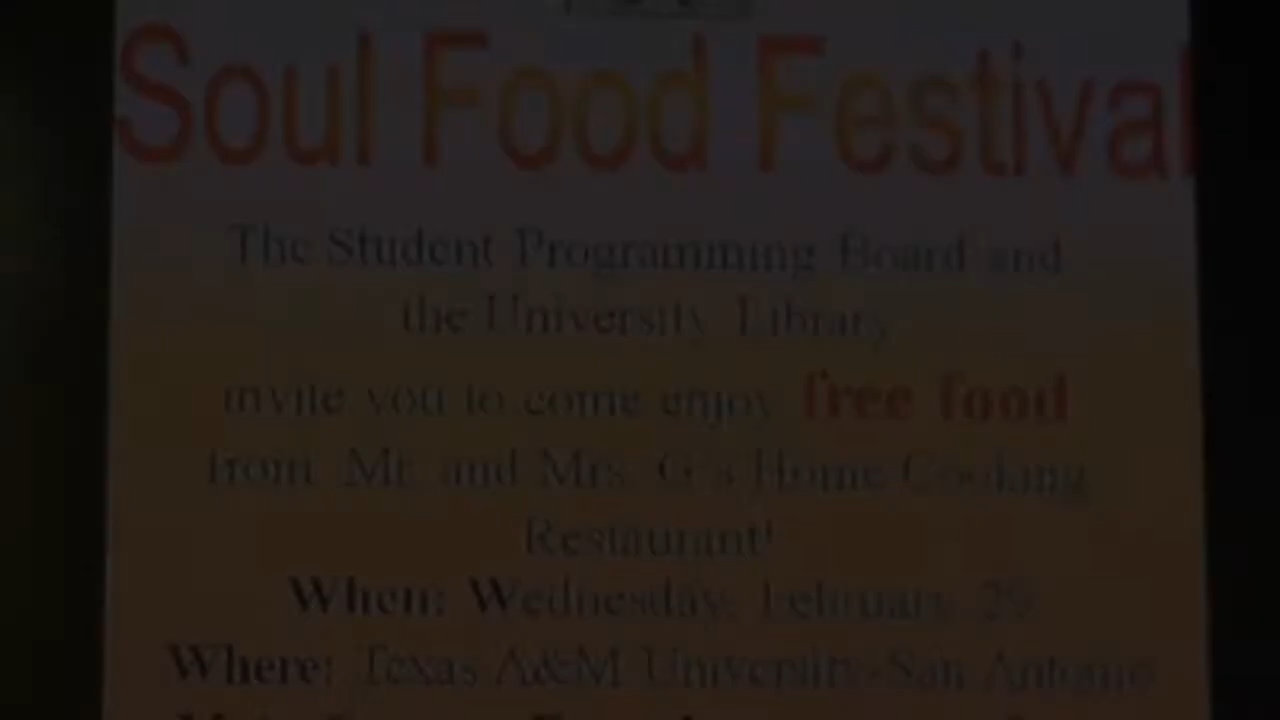 Soul Food Festival
The Student Programming Board and
the University Library
invite you to come enjoy free food
from Mr. and Mrs. G's Home Cooking
Restaurant!
When: Wednesday, February 29
Where: Texas A&M University-San Antonio